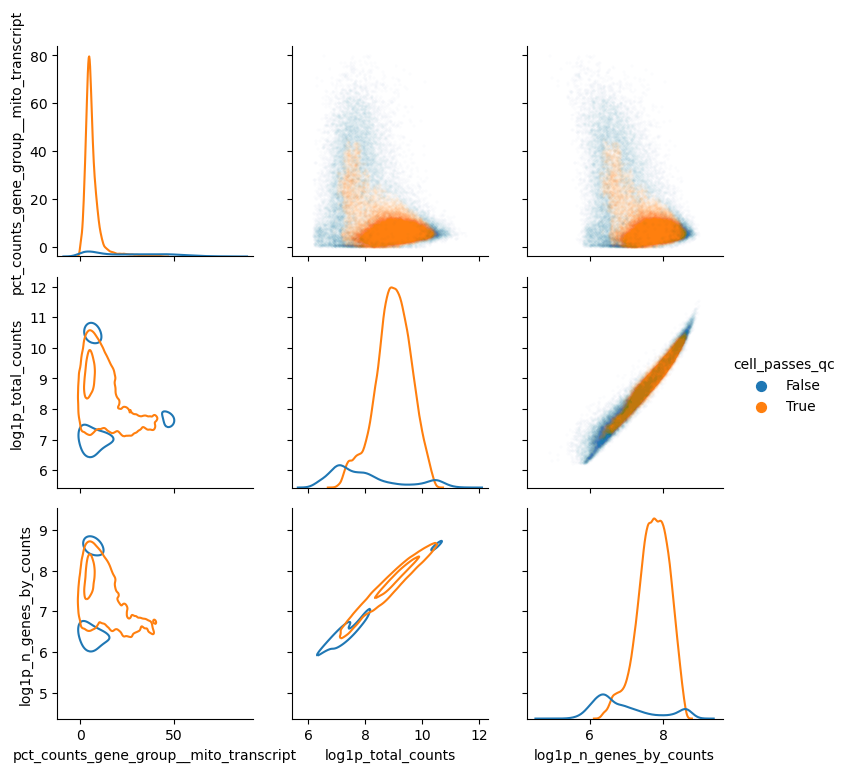 pct_counts_gene_group__mito_transcript
80
60
40
20
0
log1p_total_counts
12
11
10
9
8
7
6
cell_passes_qc
False
True
log1p_n_genes_by_counts
9
8
7
6
5
0 50
6 8 10 12
6 8
pct_counts_gene_group__mito_transcript
log1p_total_counts
log1p_n_genes_by_counts